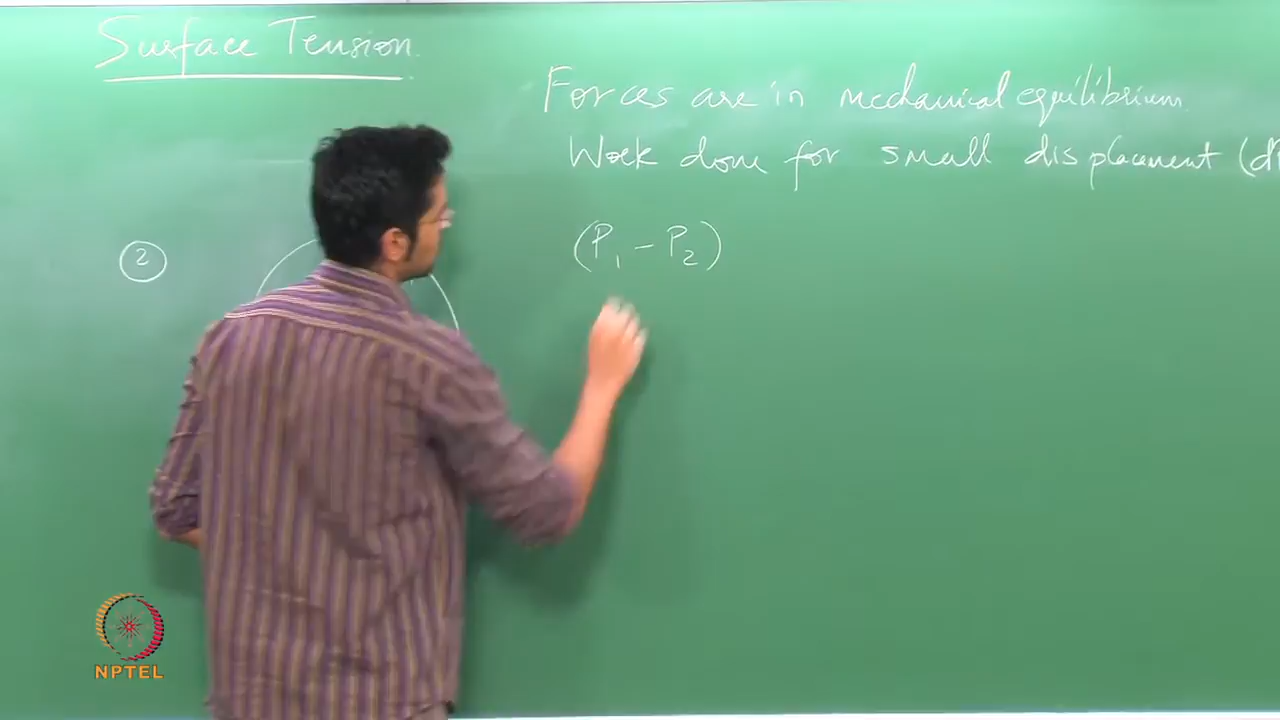 Surface Tension
Forces are in mechanical equilibrium
Work done for small displacement (d
2
(P₁ - P₂)
NPTEL